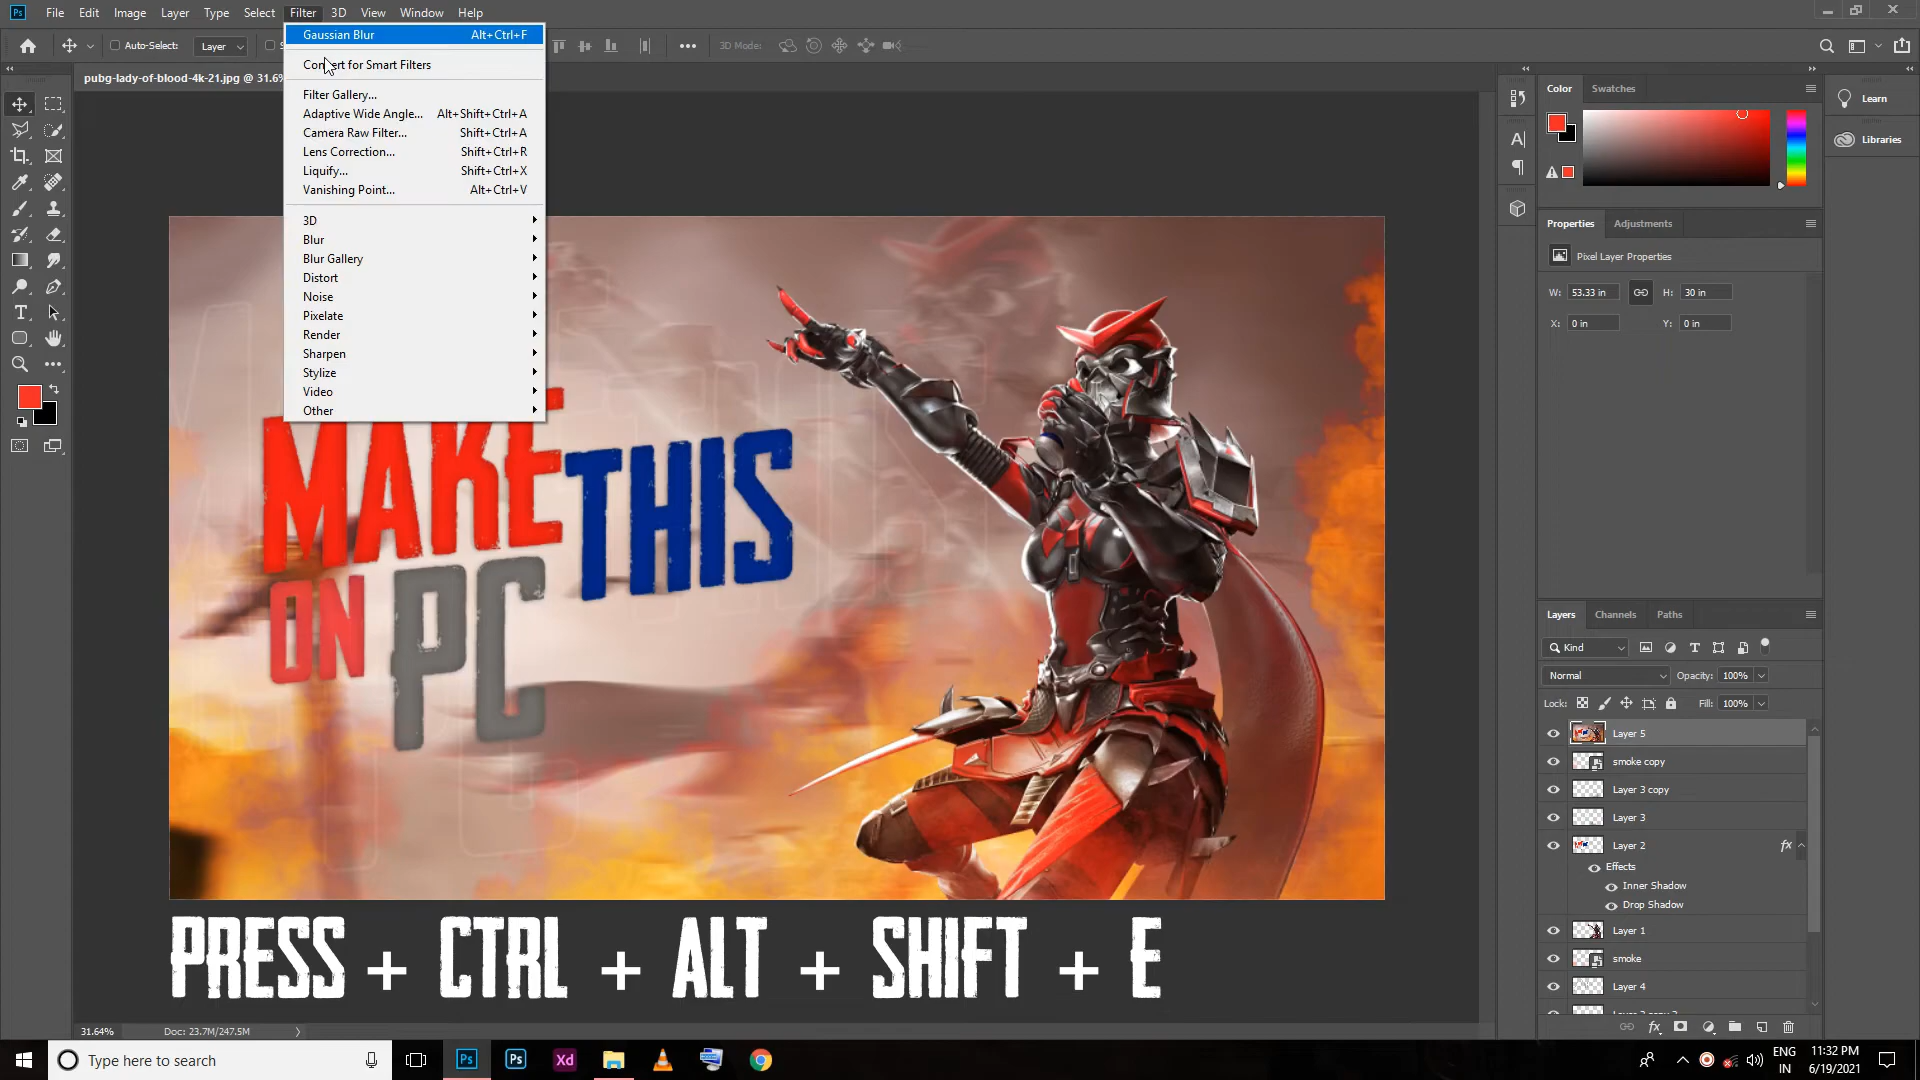 File Edit Image Layer Type Select Filter 3D View Window Help
Auto-Select: Layer 3D Mode:
pubg-lady-of-blood-4k-21.jpg @ 31.6%
Gaussian Blur Alt+Ctrl+F
Convert for Smart Filters
Filter Gallery...
Adaptive Wide Angle... Alt+Shift+Ctrl+A
Camera Raw Filter... Shift+Ctrl+A
Lens Correction... Shift+Ctrl+R
Liquify... Shift+Ctrl+X
Vanishing Point... Alt+Ctrl+V
3D
Blur
Blur Gallery
Distort
Noise
Pixelate
Render
Sharpen
Stylize
Video
Other
MAKE
THIS
ON PC
PRESS + CTRL + ALT + SHIFT + E
Color Swatches
Learn
Libraries
Properties Adjustments
Pixel Layer Properties
W: 53.33 in H: 30 in
X: 0 in Y: 0 in
Layers Channels Paths
Kind
Normal Opacity: 100%
Lock: Fill: 100%
Layer 5
smoke copy
Layer 3 copy
Layer 3
Layer 2 fx
Effects
Inner Shadow
Drop Shadow
Layer 1
smoke
Layer 4
31.64% Doc: 23.7M/247.5M
Type here to search
ENG
IN
11:32 PM
6/19/2021